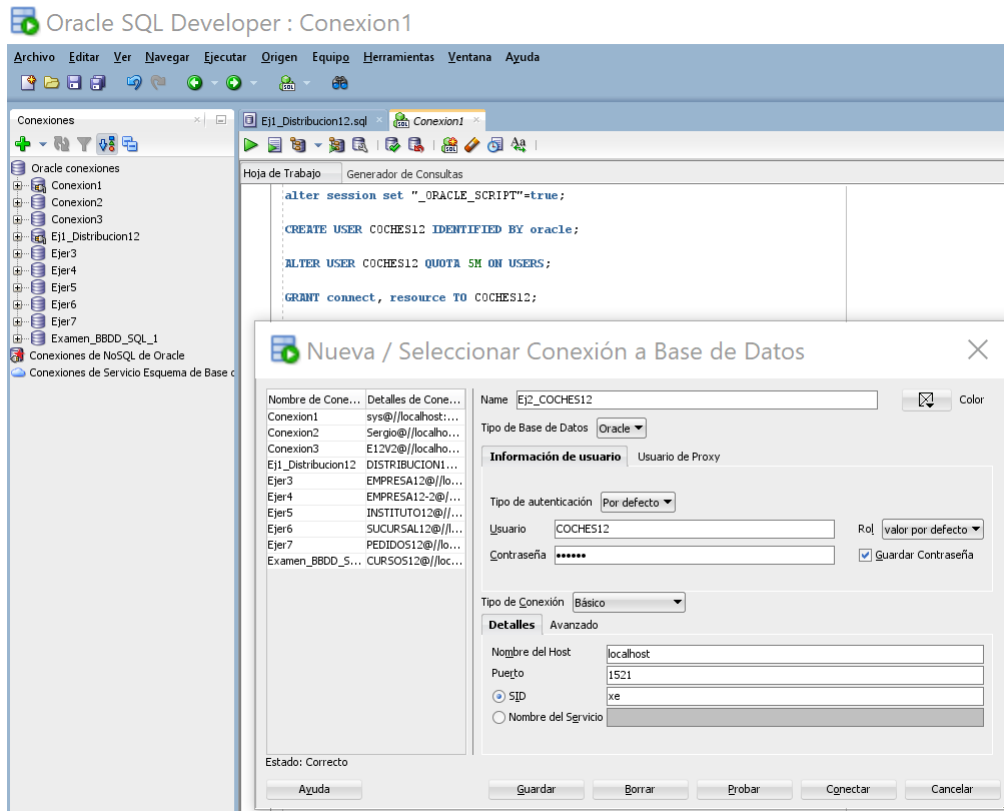 Oracle SQL Developer : Conexion1
Archivo Editar Ver Navegar Ejecutar Origen Equipo Herramientas Ventana Ayuda
Conexiones
Ej1_Distribucion12.sql
Conexion1
Oracle conexiones
Conexion1
Conexion2
Conexion3
Ej1_Distribucion12
Ejer3
Ejer4
Ejer5
Ejer6
Ejer7
Examen_BBDD_SQL_1
Conexiones de NoSQL de Oracle
Conexiones de Servicio Esquema de Base d
Hoja de Trabajo Generador de Consultas
alter session set "_ORACLE_SCRIPT"=true;
CREATE USER COCHES12 IDENTIFIED BY oracle;
ALTER USER COCHES12 QUOTA 5M ON USERS;
GRANT connect, resource TO COCHES12;
Nueva / Seleccionar Conexión a Base de Datos
Nombre de Cone... Detalles de Cone...
Conexion1 sys@//localhost:...
Conexion2 Sergio@//localho...
Conexion3 E12V2@//localho...
Ej1_Distribucion12 DISTRIBUCION1...
Ejer3 EMPRESA12@//lo...
Ejer4 EMPRESA12-2@/...
Ejer5 INSTITUTO12@//...
Ejer6 SUCURSAL12@//l...
Ejer7 PEDIDOS12@//lo...
Examen_BBDD_S... CURSOS12@//loc...
Name Ej2_COCHES12
Color
Tipo de Base de Datos Oracle
Información de usuario Usuario de Proxy
Tipo de autenticación Por defecto
Usuario COCHES12
Rol valor por defecto
Contraseña ••••••
Guardar Contraseña
Tipo de Conexión Básico
Detalles Avanzado
Nombre del Host localhost
Puerto 1521
SID xe
Nombre del Servicio
Estado: Correcto
Ayuda Guardar Borrar Probar Conectar Cancelar